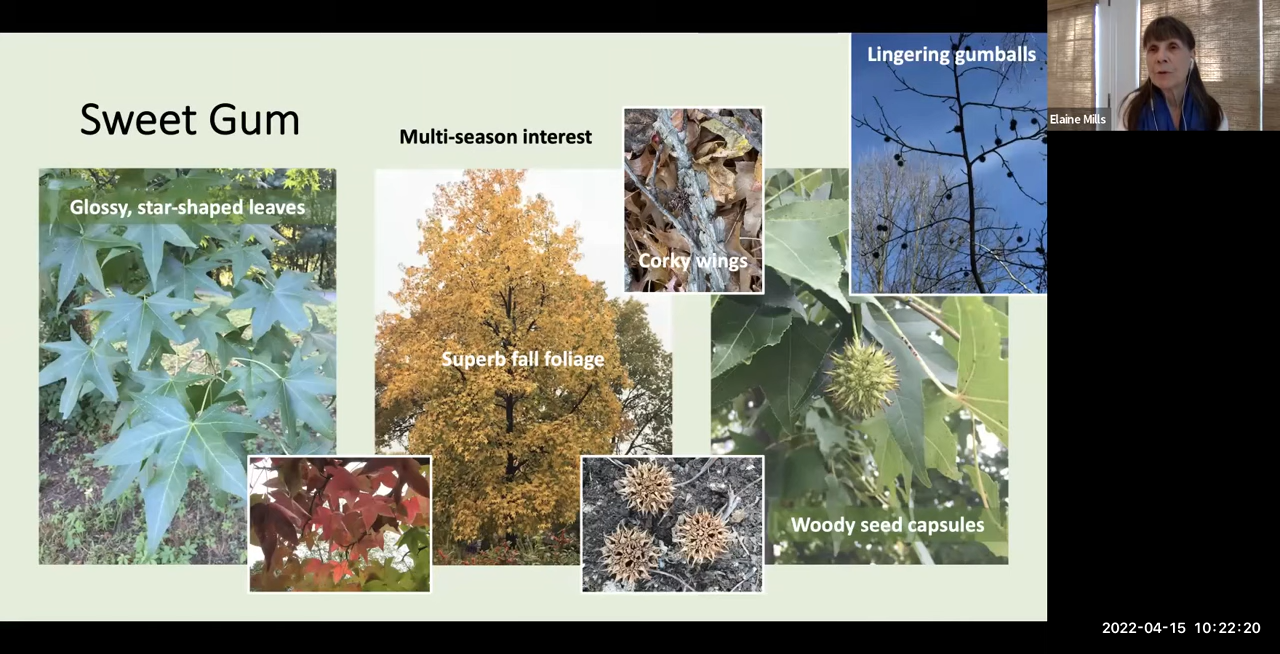 Lingering gumballs
Sweet Gum
Multi-season interest
Elaine Mills
Glossy, star-shaped leaves
Corky wings
Superb fall foliage
Woody seed capsules
2022-04-15 10:22:20